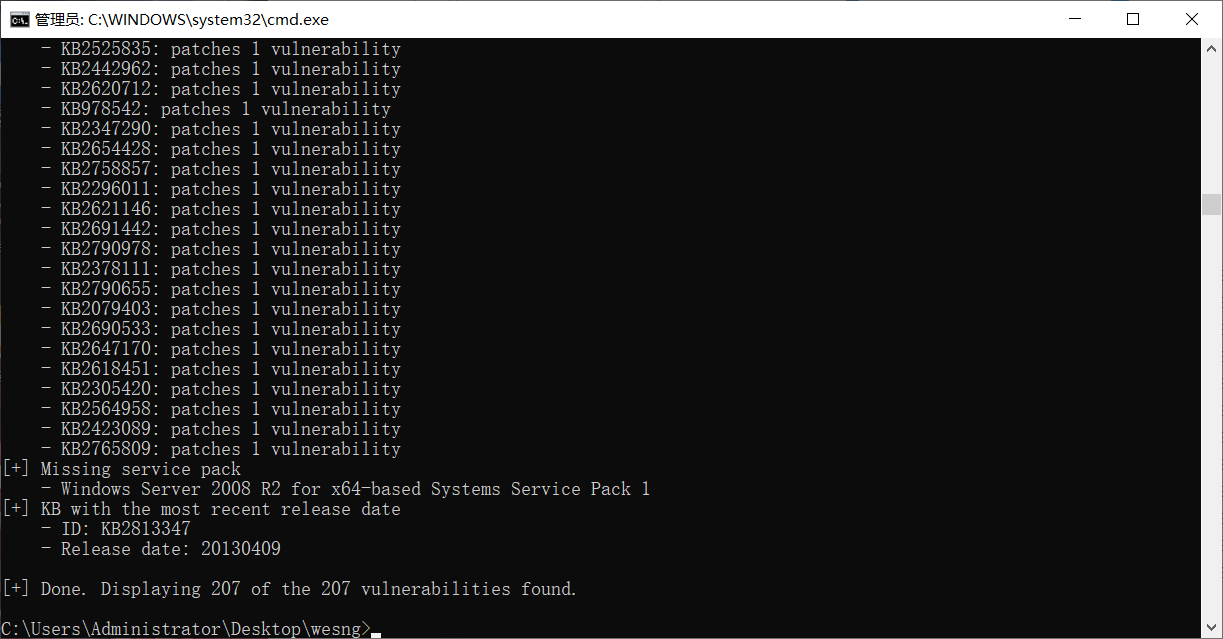 管理员: C:\WINDOWS\system32\cmd.exe
- KB2525835: patches 1 vulnerability
- KB2442962: patches 1 vulnerability
- KB2620712: patches 1 vulnerability
- KB978542: patches 1 vulnerability
- KB2347290: patches 1 vulnerability
- KB2654428: patches 1 vulnerability
- KB2758857: patches 1 vulnerability
- KB2296011: patches 1 vulnerability
- KB2621146: patches 1 vulnerability
- KB2691442: patches 1 vulnerability
- KB2790978: patches 1 vulnerability
- KB2378111: patches 1 vulnerability
- KB2790655: patches 1 vulnerability
- KB2079403: patches 1 vulnerability
- KB2690533: patches 1 vulnerability
- KB2647170: patches 1 vulnerability
- KB2618451: patches 1 vulnerability
- KB2305420: patches 1 vulnerability
- KB2564958: patches 1 vulnerability
- KB2423089: patches 1 vulnerability
- KB2765809: patches 1 vulnerability
[+] Missing service pack
- Windows Server 2008 R2 for x64-based Systems Service Pack 1
[+] KB with the most recent release date
- ID: KB2813347
- Release date: 20130409
[+] Done. Displaying 207 of the 207 vulnerabilities found.
C:\Users\Administrator\Desktop\wesng>